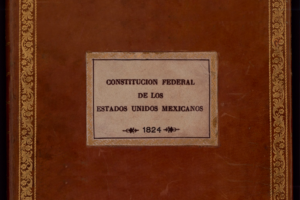 CONSTITUCION FEDERAL
DE LOS
ESTADOS UNIDOS MEXICANOS
1824